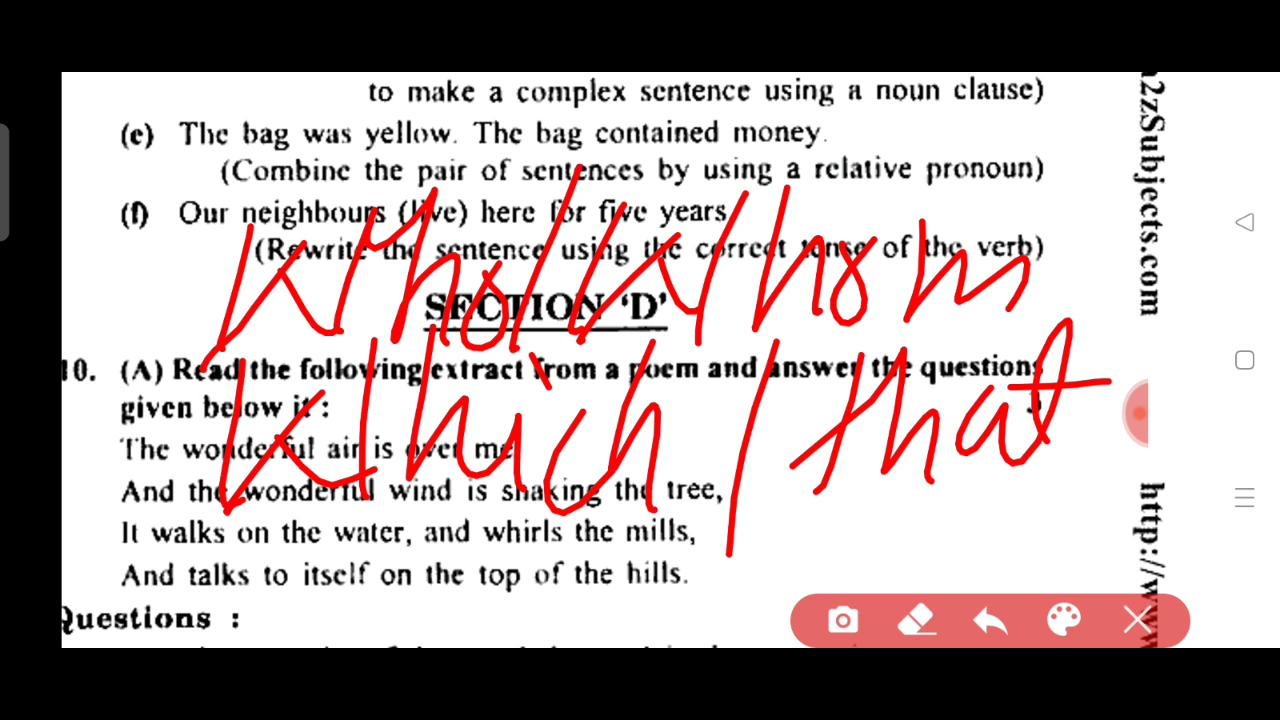 to make a complex sentence using a noun clause)
(e) The bag was yellow. The bag contained money.
(Combine the pair of sentences by using a relative pronoun)
(f) Our neighbours (live) here for five years.
(Rewrite the sentence using the correct tense of the verb)
Who/Whom
SECTION 'D'
10. (A) Read the following extract from a poem and answer the questions
given below it :
Which/that
The wonderful air is over me,
And the wonderful wind is shaking the tree,
It walks on the water, and whirls the mills,
And talks to itself on the top of the hills.
Questions :
a2zSubjects.com
http://www